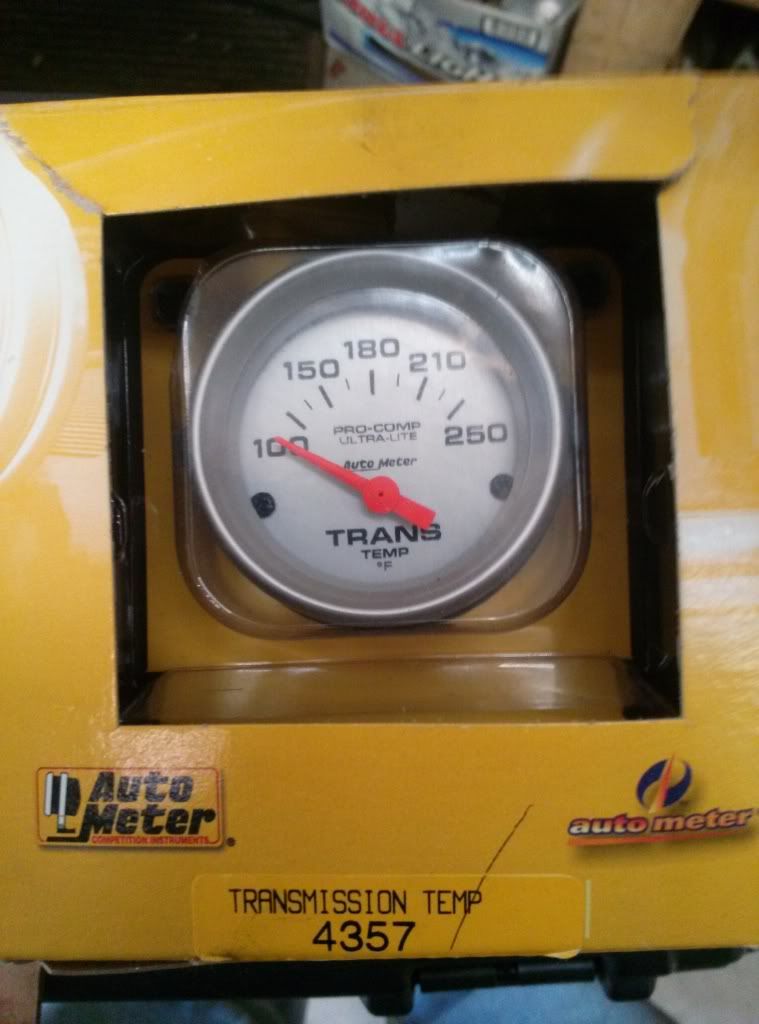 LIGHT
180
150 210
100 250
PRO-COMP
ULTRA-LITE
Auto Meter
TRANS
TEMP
°F
Auto
Meter
COMPETITION INSTRUMENTS
®
auto meter
TRANSMISSION TEMP
4357